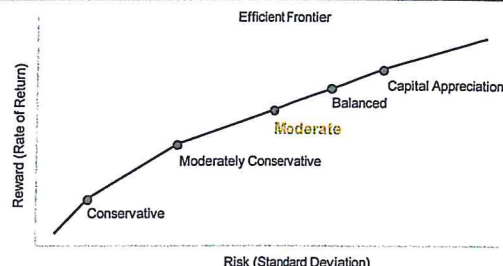 Efficient Frontier
Reward (Rate of Return)
Capital Appreciation
Balanced
Moderate
Moderately Conservative
Conservative
Risk (Standard Deviation)